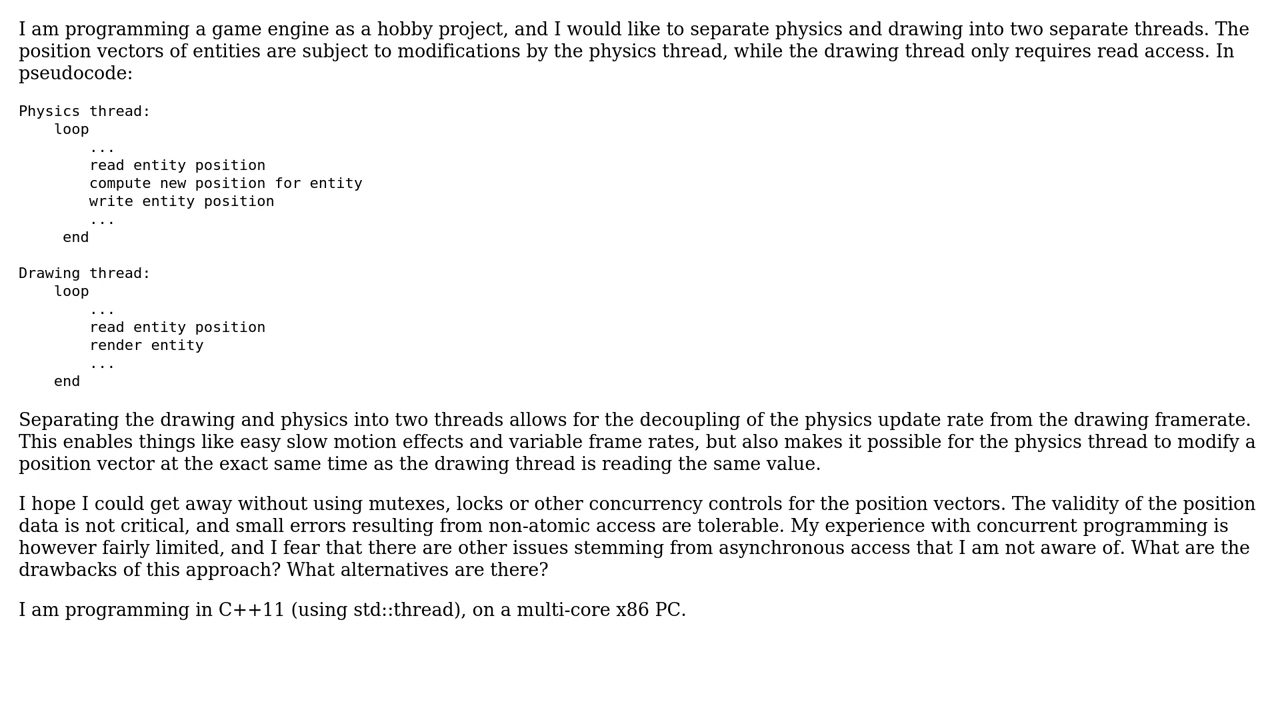 I am programming a game engine as a hobby project, and I would like to separate physics and drawing into two separate threads. The
position vectors of entities are subject to modifications by the physics thread, while the drawing thread only requires read access. In
pseudocode:
Physics thread:
    loop
        ...
        read entity position
        compute new position for entity
        write entity position
        ...
     end
Drawing thread:
    loop
        ...
        read entity position
        render entity
        ...
    end
Separating the drawing and physics into two threads allows for the decoupling of the physics update rate from the drawing framerate.
This enables things like easy slow motion effects and variable frame rates, but also makes it possible for the physics thread to modify a
position vector at the exact same time as the drawing thread is reading the same value.
I hope I could get away without using mutexes, locks or other concurrency controls for the position vectors. The validity of the position
data is not critical, and small errors resulting from non-atomic access are tolerable. My experience with concurrent programming is
however fairly limited, and I fear that there are other issues stemming from asynchronous access that I am not aware of. What are the
drawbacks of this approach? What alternatives are there?
I am programming in C++11 (using std::thread), on a multi-core x86 PC.